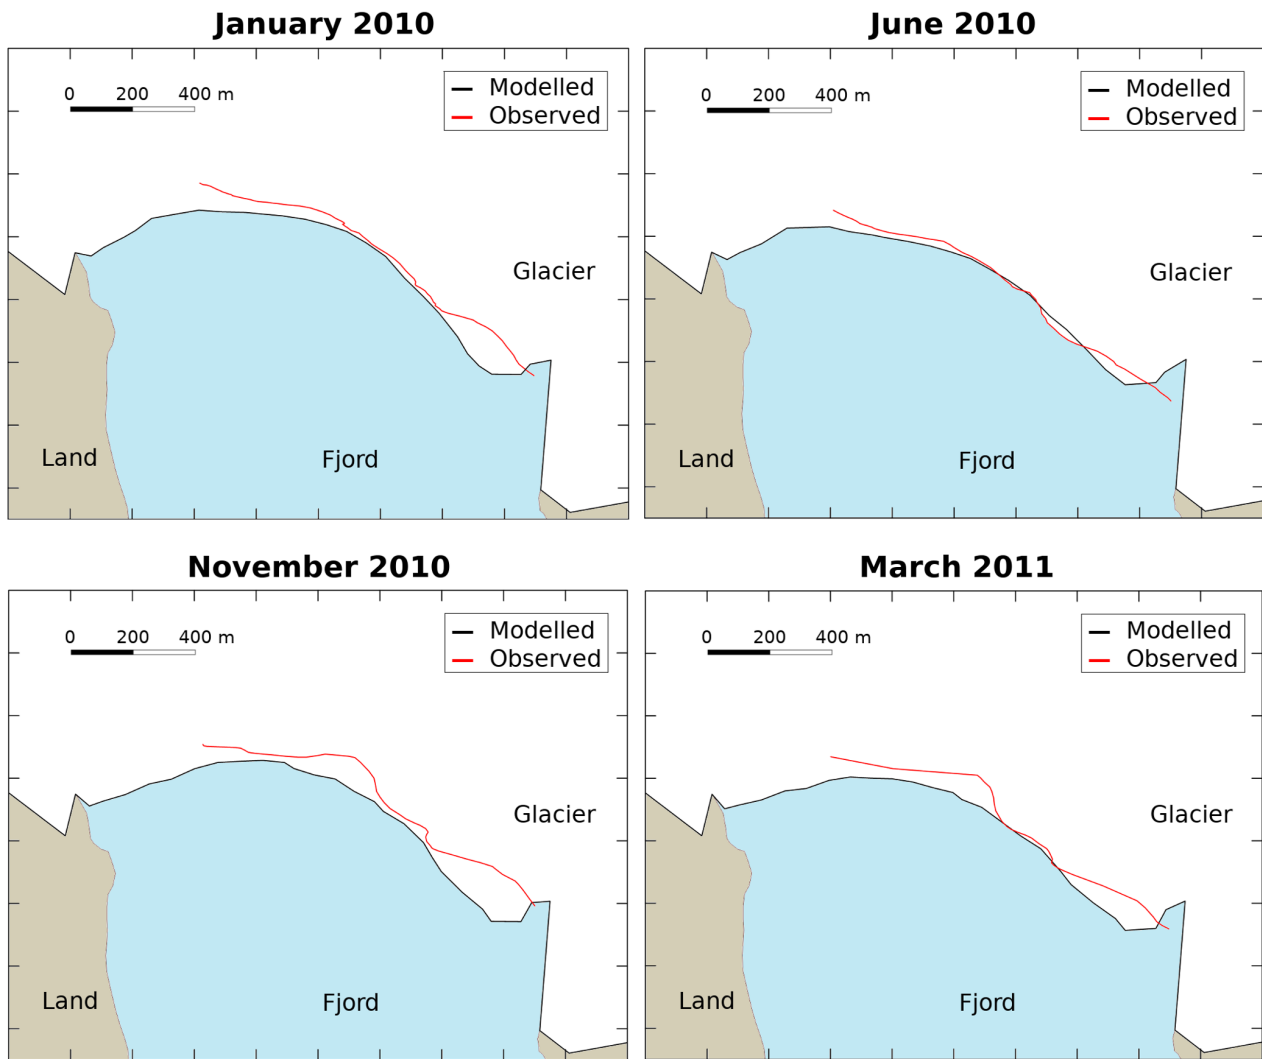 January 2010
0 200 400 m
Modelled
Observed
Glacier
Land
Fjord
June 2010
0 200 400 m
Modelled
Observed
Glacier
Land
Fjord
November 2010
0 200 400 m
Modelled
Observed
Glacier
Land
Fjord
March 2011
0 200 400 m
Modelled
Observed
Glacier
Land
Fjord